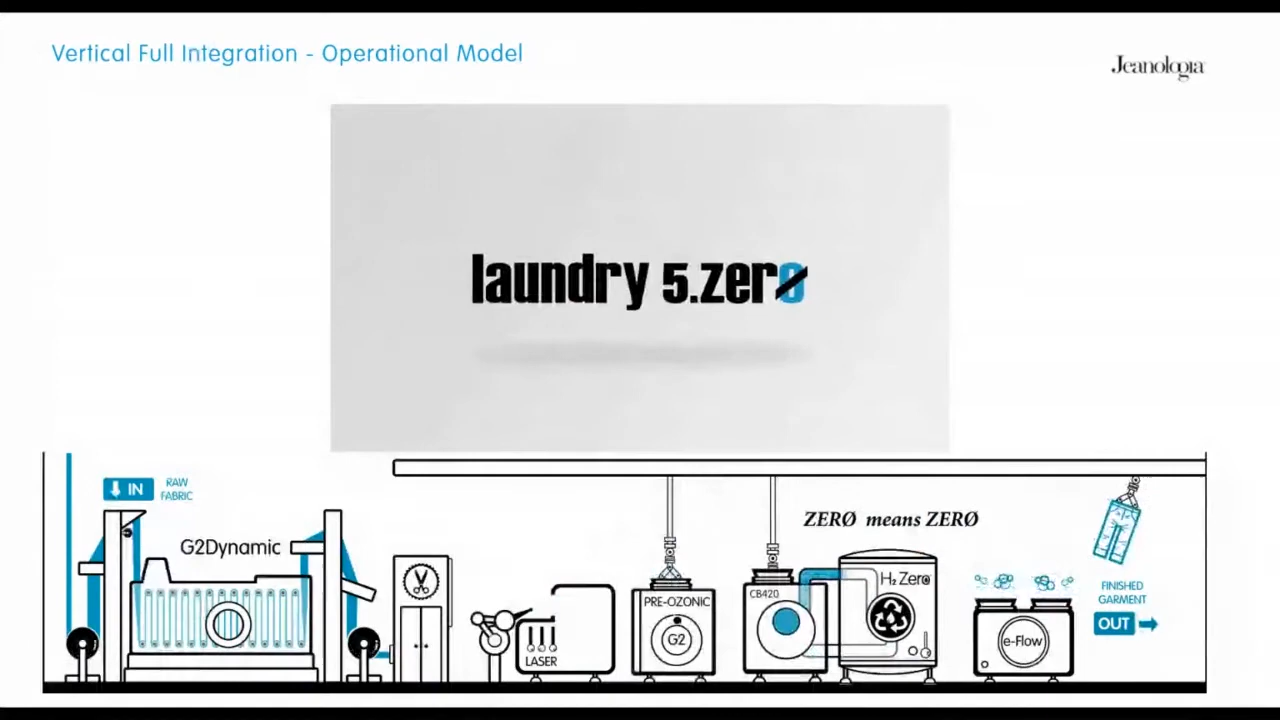 Vertical Full Integration - Operational Model
Jeanologia
laundry 5.zerØ
IN
RAW
FABRIC
G2Dynamic
ZERØ means ZERØ
LASER
PRE-OZONIC
G2
CB420
H₂ Zero
e-Flow
FINISHED
GARMENT
OUT